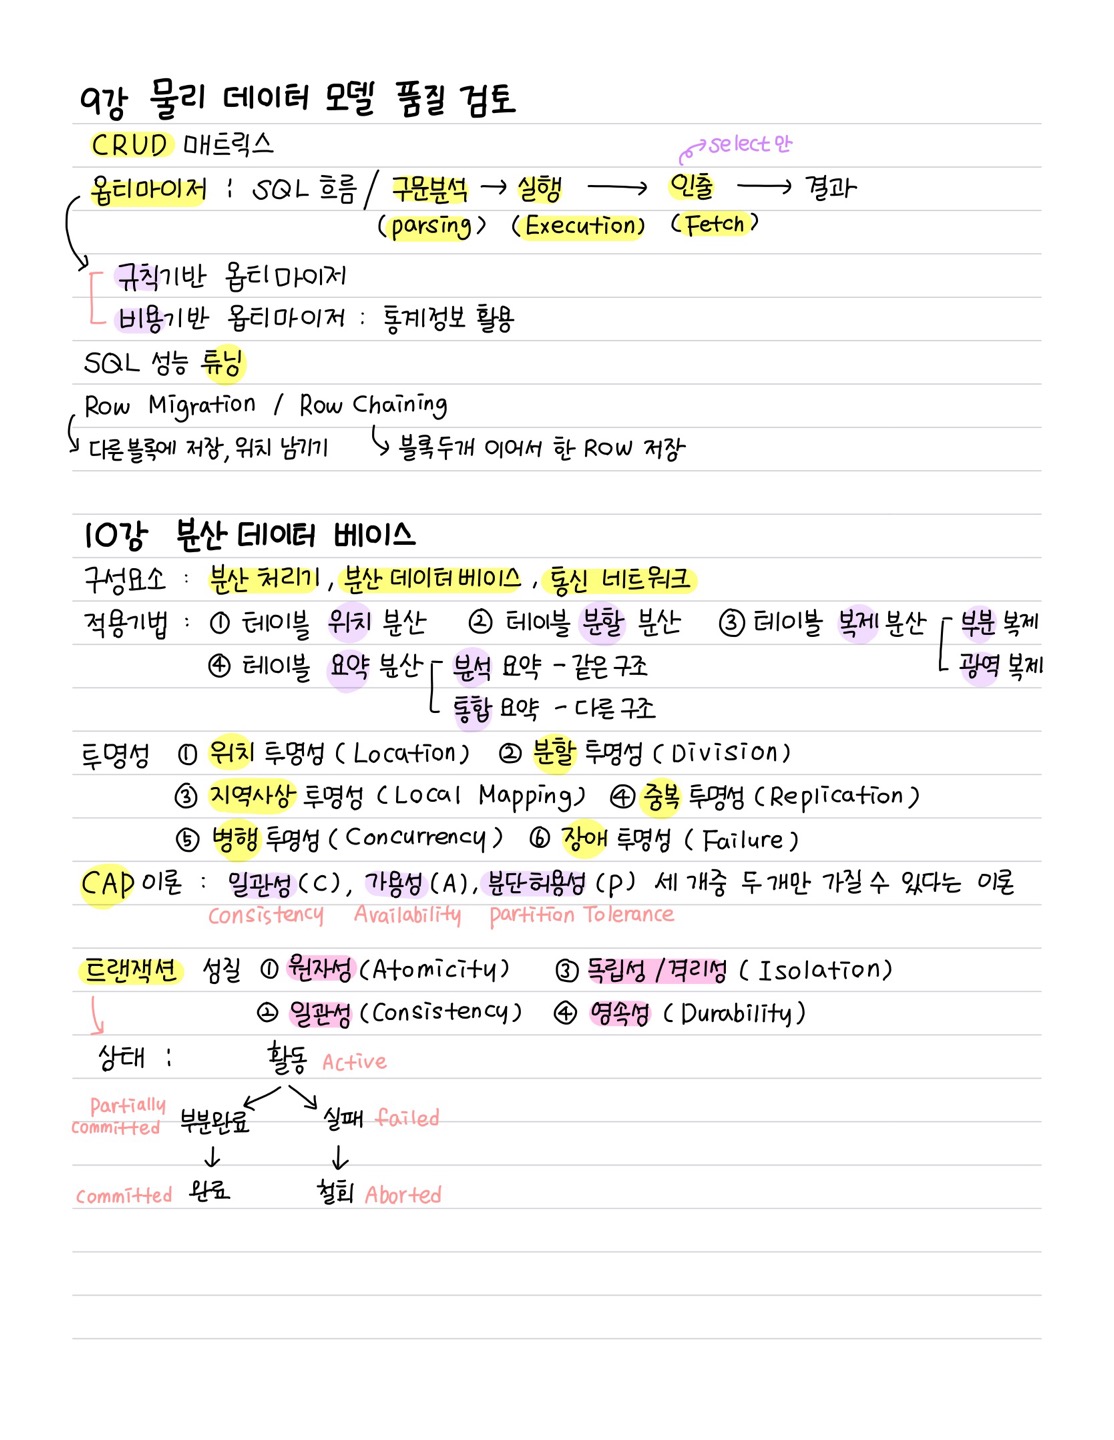 9강 물리 데이터 모델 품질 검토
CRUD 매트릭스
select만
옵티마이저 : SQL 흐름 / 구문분석 → 실행 → 인출 → 결과
(parsing) (Execution) (Fetch)
규칙기반 옵티마이저
비용기반 옵티마이저 : 통계정보 활용
SQL 성능 튜닝
Row Migration / Row Chaining
다른 블록에 저장, 위치 남기기 블록 두개 이어서 한 Row 저장
10강 분산 데이터 베이스
구성요소 : 분산 처리기, 분산 데이터베이스, 통신 네트워크
적용기법 : ① 테이블 위치 분산 ② 테이블 분할 분산 ③ 테이블 복제 분산 부분 복제
광역 복제
④ 테이블 요약 분산 분석 요약 - 같은 구조
통합 요약 - 다른 구조
투명성 ① 위치 투명성 (Location) ② 분할 투명성 (Division)
③ 지역사상 투명성 (Local Mapping) ④ 중복 투명성 (Replication)
⑤ 병행 투명성 (Concurrency) ⑥ 장애 투명성 (Failure)
CAP 이론 : 일관성(C), 가용성(A), 분단허용성(P) 세 개중 두 개만 가질 수 있다는 이론
Consistency Availability partition Tolerance
트랜잭션 성질 ① 원자성 (Atomicity) ③ 독립성 / 격리성 (Isolation)
② 일관성 (Consistency) ④ 영속성 (Durability)
상태 : 활동 Active
Partially
committed 부분완료 실패 failed
committed 완료 철회 Aborted